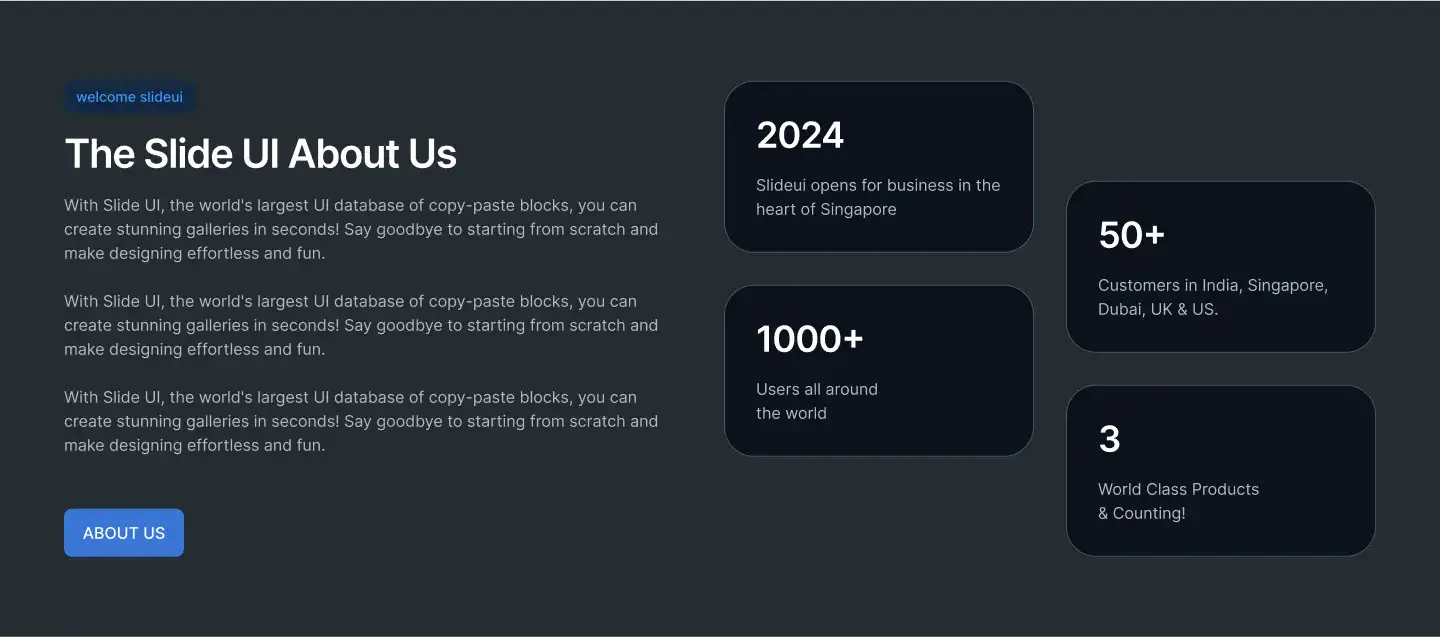 welcome slideui
The Slide UI About Us
With Slide UI, the world's largest UI database of copy-paste blocks, you can
create stunning galleries in seconds! Say goodbye to starting from scratch and
make designing effortless and fun.
With Slide UI, the world's largest UI database of copy-paste blocks, you can
create stunning galleries in seconds! Say goodbye to starting from scratch and
make designing effortless and fun.
With Slide UI, the world's largest UI database of copy-paste blocks, you can
create stunning galleries in seconds! Say goodbye to starting from scratch and
make designing effortless and fun.
ABOUT US
2024
Slideui opens for business in the
heart of Singapore
1000+
Users all around
the world
50+
Customers in India, Singapore,
Dubai, UK & US.
3
World Class Products
& Counting!